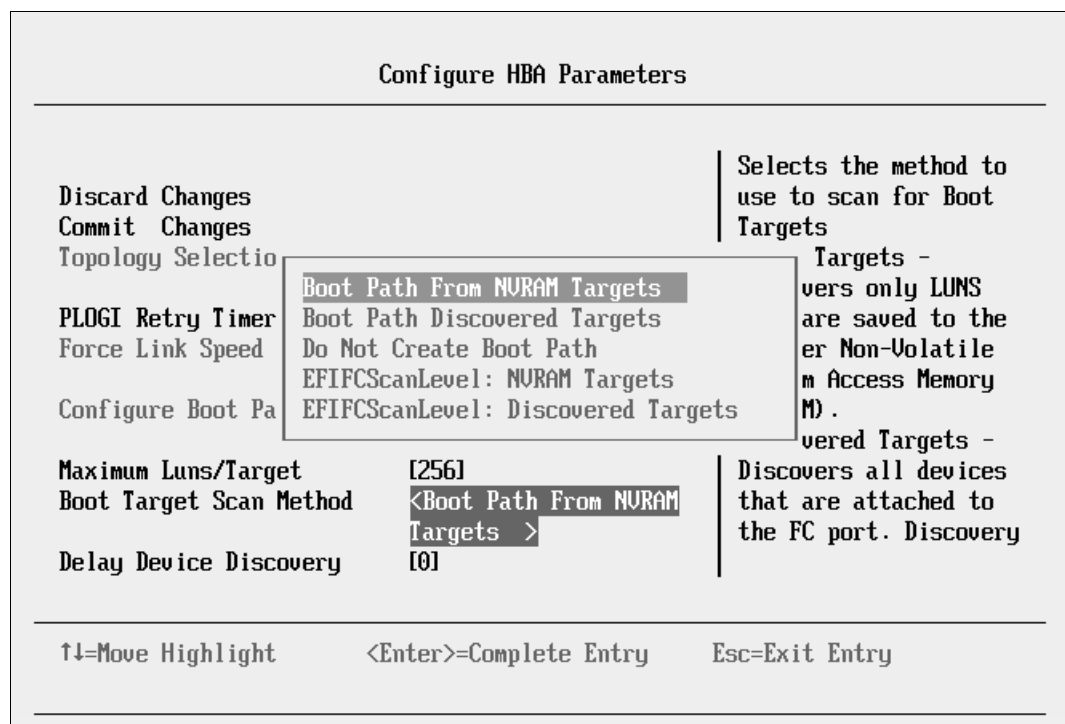 Configure HBA Parameters
Discard Changes
Commit Changes
Topology Selectio
PLOGI Retry Timer
Force Link Speed
Configure Boot Pa
Maximum Luns/Target [256]
Boot Target Scan Method <Boot Path From NVRAM
Targets >
Delay Device Discovery [0]
Boot Path From NVRAM Targets
Boot Path Discovered Targets
Do Not Create Boot Path
EFIFCScanLevel: NVRAM Targets
EFIFCScanLevel: Discovered Targets
Selects the method to
use to scan for Boot
Targets
Targets -
vers only LUNS
are saved to the
er Non-Volatile
m Access Memory
M).
vered Targets -
Discovers all devices
that are attached to
the FC port. Discovery
↑↓=Move Highlight <Enter>=Complete Entry Esc=Exit Entry